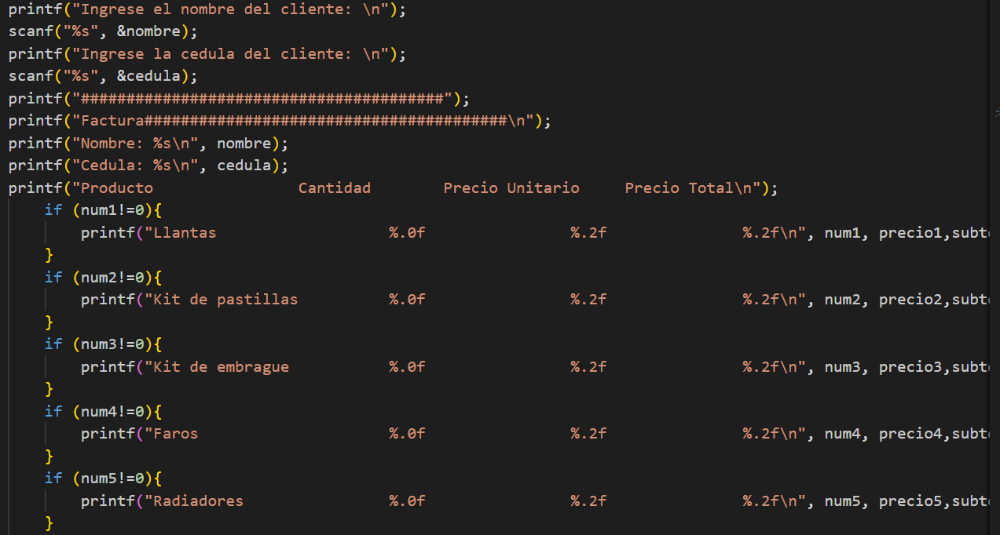 printf("Ingrese el nombre del cliente: \n");
scanf("%s", &nombre);
printf("Ingrese la cedula del cliente: \n");
scanf("%s", &cedula);
printf("########################################");
printf("Factura########################################\n");
printf("Nombre: %s\n", nombre);
printf("Cedula: %s\n", cedula);
printf("Producto                Cantidad        Precio Unitario     Precio Total\n");
    if (num1!=0){
        printf("Llantas                   %.0f                %.2f               %.2f\n", num1, precio1,subt
    }
    if (num2!=0){
        printf("Kit de pastillas          %.0f                %.2f               %.2f\n", num2, precio2,subt
    }
    if (num3!=0){
        printf("Kit de embrague           %.0f                %.2f               %.2f\n", num3, precio3,subt
    }
    if (num4!=0){
        printf("Faros                     %.0f                %.2f               %.2f\n", num4, precio4,subt
    }
    if (num5!=0){
        printf("Radiadores                %.0f                %.2f               %.2f\n", num5, precio5,subt
    }